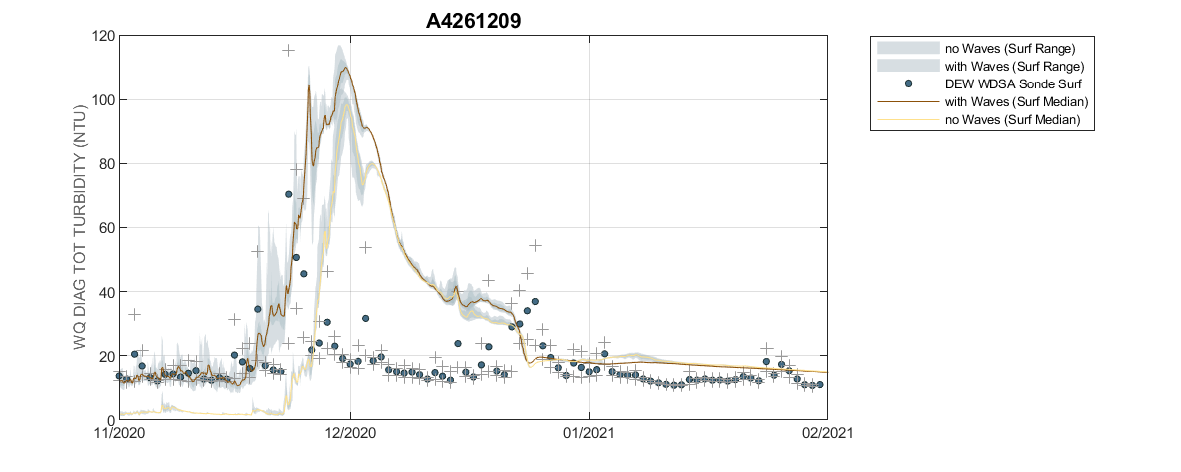 A4261209
120
100
80
60
40
20
0
WQ DIAG TOT TURBIDITY (NTU)
11/2020
12/2020
01/2021
02/2021
no Waves (Surf Range)
with Waves (Surf Range)
DEW WDSA Sonde Surf
with Waves (Surf Median)
no Waves (Surf Median)